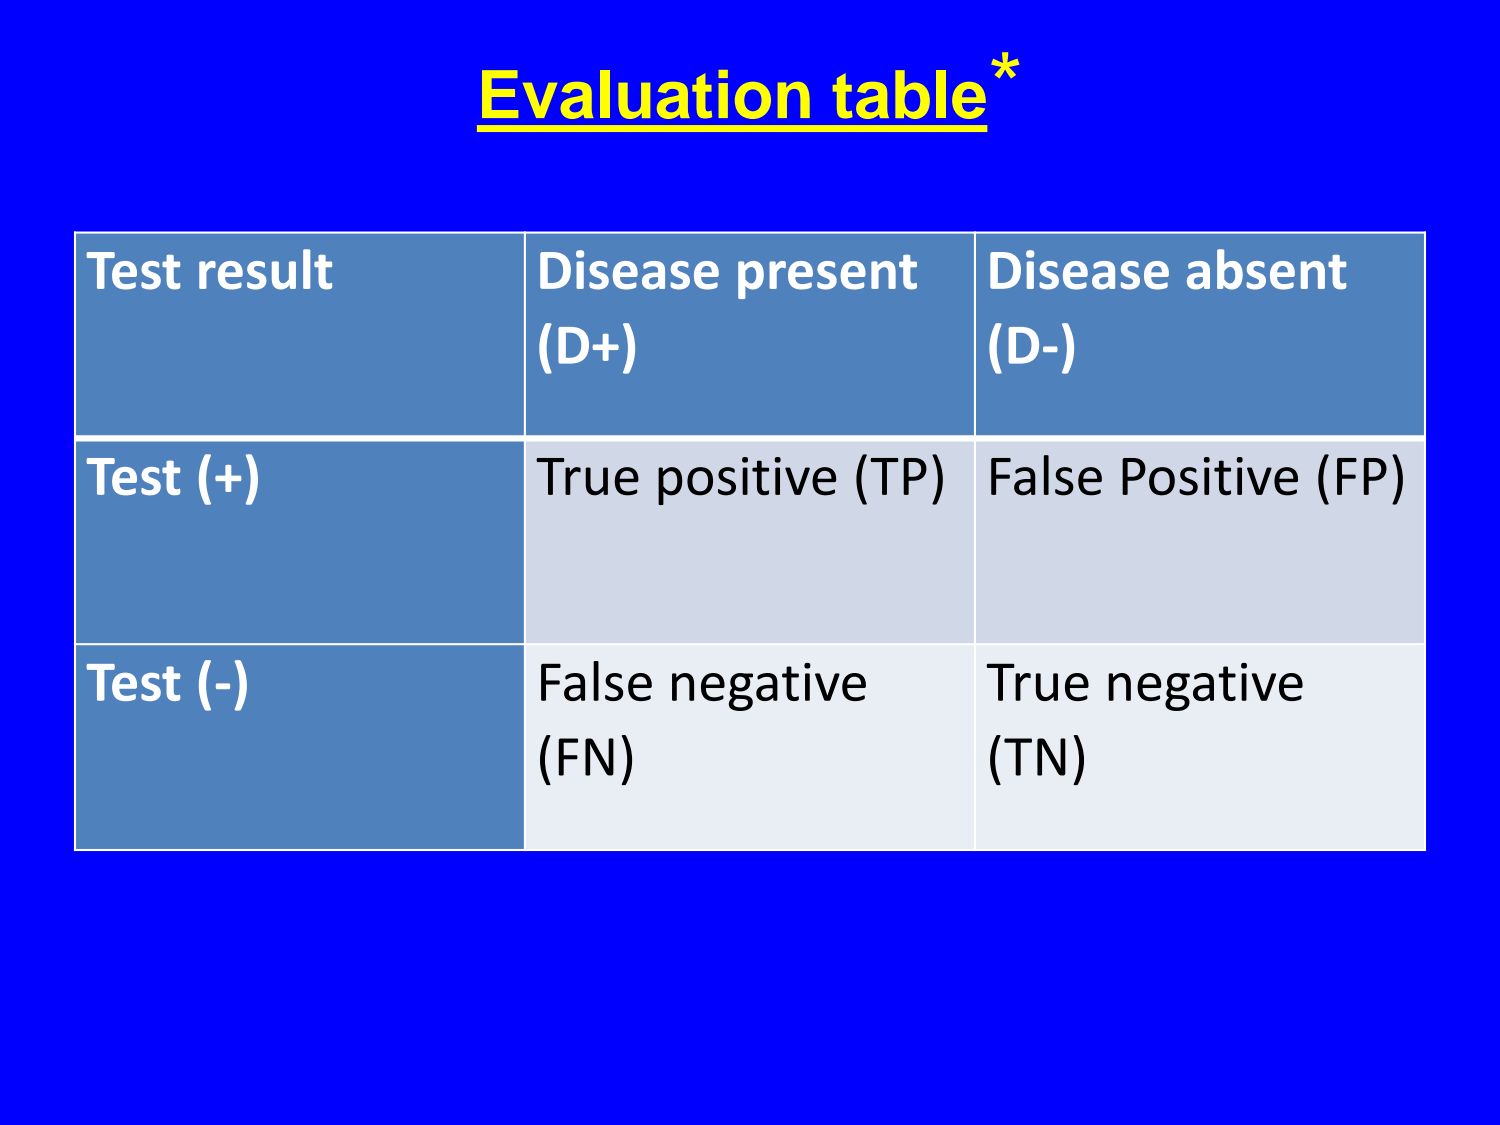 Evaluation table*
Test result
Disease present
(D+)
Disease absent
(D-)
Test (+)
True positive (TP)
False Positive (FP)
Test (-)
False negative
(FN)
True negative
(TN)